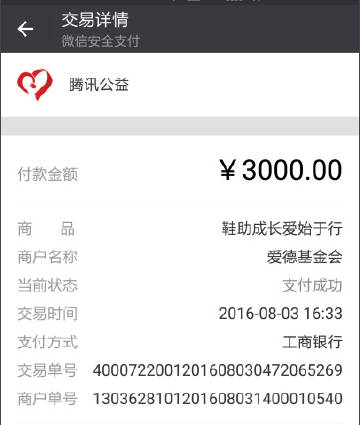 交易详情
微信安全支付
腾讯公益
付款金额 ￥3000.00
商 品 鞋助成长爱始于行
商户名称 爱德基金会
当前状态 支付成功
交易时间 2016-08-03 16:33
支付方式 工商银行
交易单号 4000722001201608030472065269
商户单号 1303628101201608031400010540